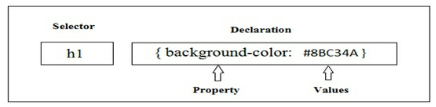 Selector Declaration
h1 { background-color: #8BC34A }
Property Values